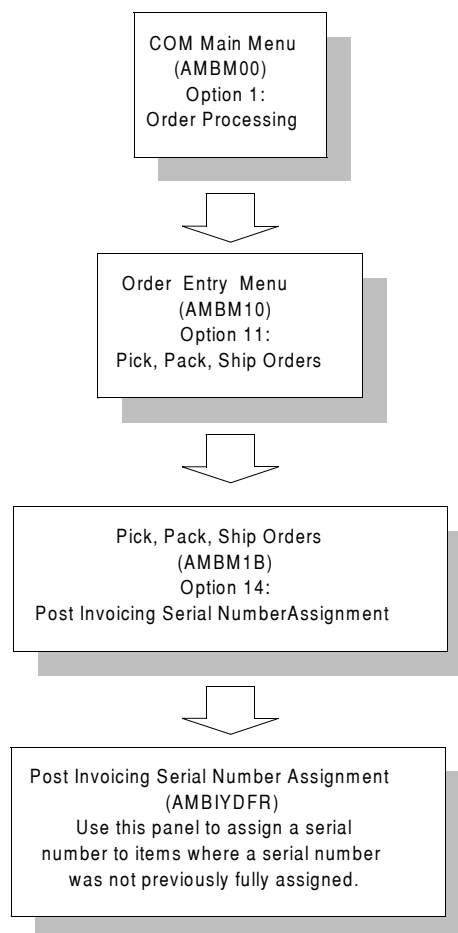 COM Main Menu
(AMBM00)
Option 1:
Order Processing
Order Entry Menu
(AMBM10)
Option 11:
Pick, Pack, Ship Orders
Pick, Pack, Ship Orders
(AMBM1B)
Option 14:
Post Invoicing Serial NumberAssignment
Post Invoicing Serial Number Assignment
(AMBIYDFR)
Use this panel to assign a serial
number to items where a serial number
was not previously fully assigned.